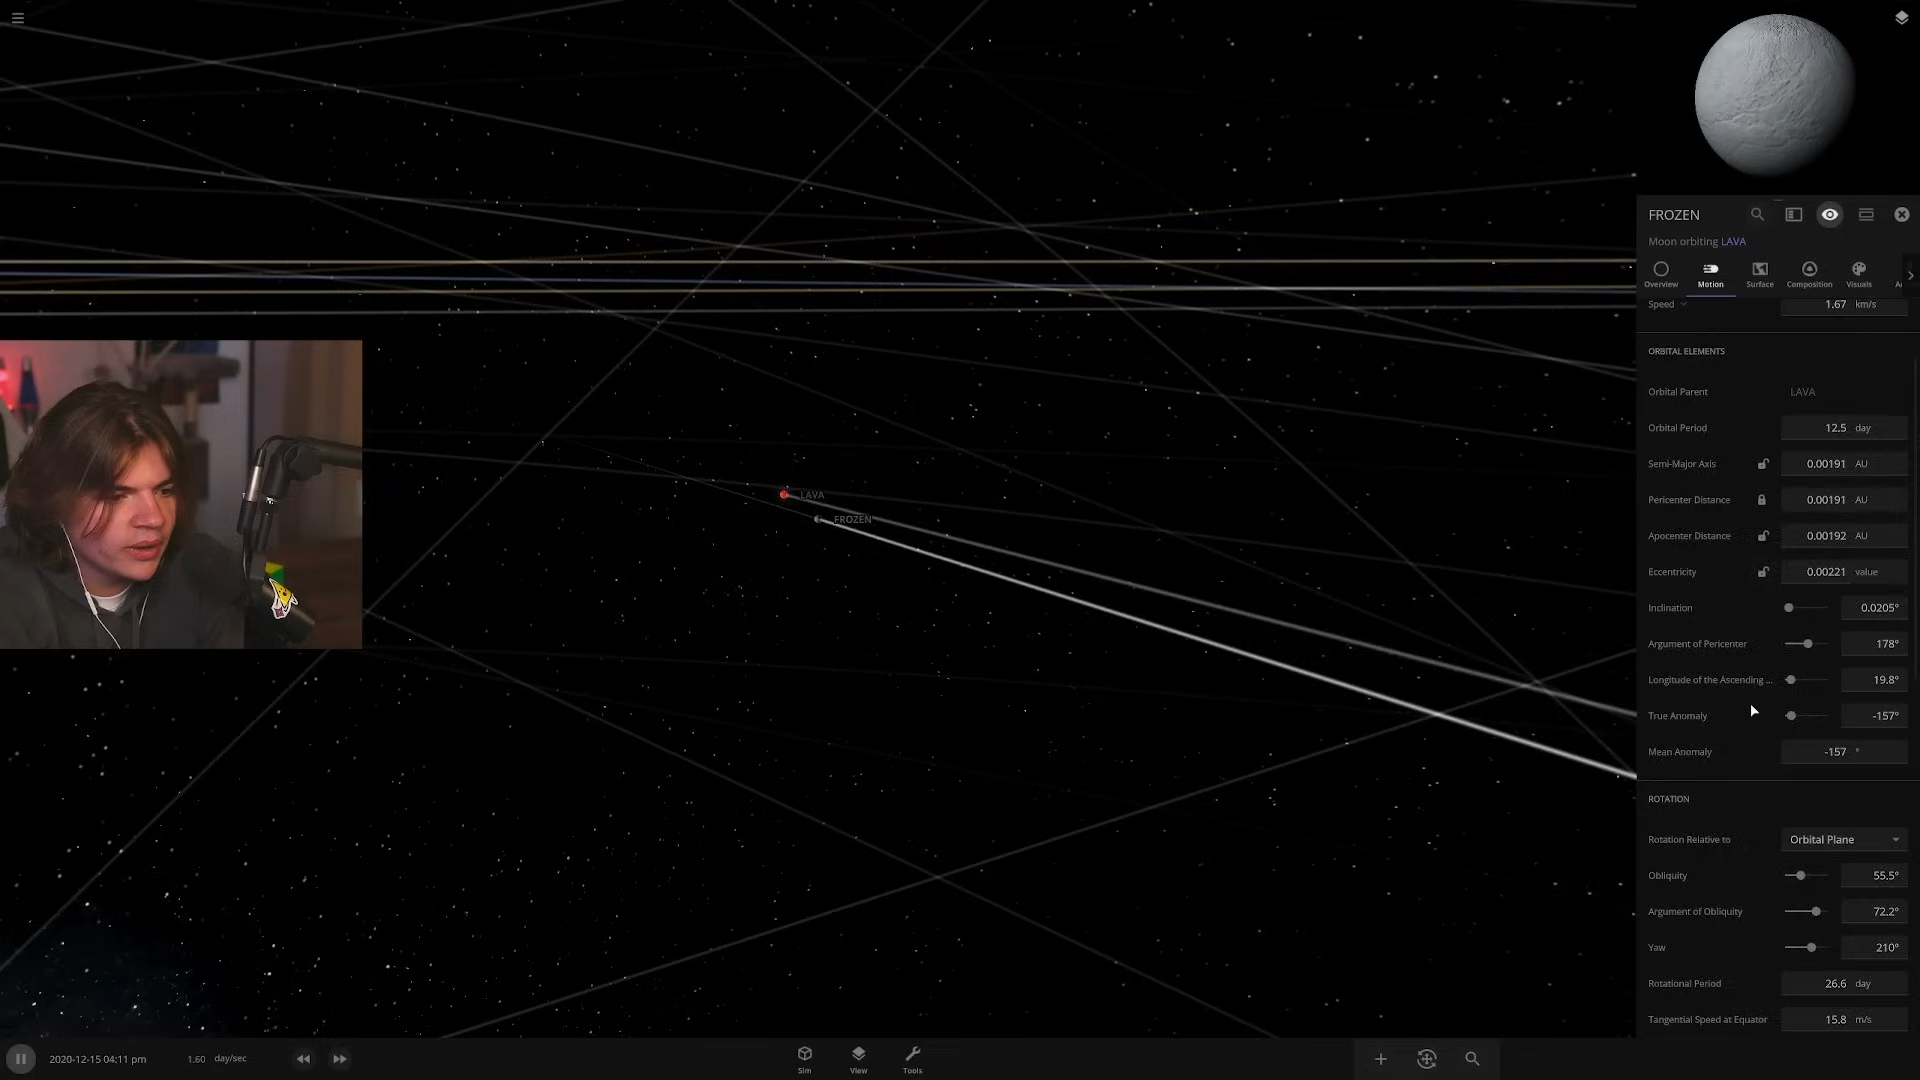 FROZEN
Moon orbiting LAVA
Overview Motion Surface Composition Visuals
Speed 1.67 km/s
ORBITAL ELEMENTS
Orbital Parent LAVA
Orbital Period 12.5 day
Semi-Major Axis 0.00191 AU
Pericenter Distance 0.00191 AU
LAVA
FROZEN
Apocenter Distance 0.00192 AU
Eccentricity 0.00221 value
Inclination 0.0205°
Argument of Pericenter 178°
Longitude of the Ascending ... 19.8°
True Anomaly -157°
Mean Anomaly -157 °
ROTATION
Rotation Relative to Orbital Plane
Obliquity 55.5°
Argument of Obliquity 72.2°
Yaw 210°
Rotational Period 26.6 day
Tangential Speed at Equator 15.8 m/s
2020-12-15 04:11 pm 1.60 day/sec
Sim View Tools